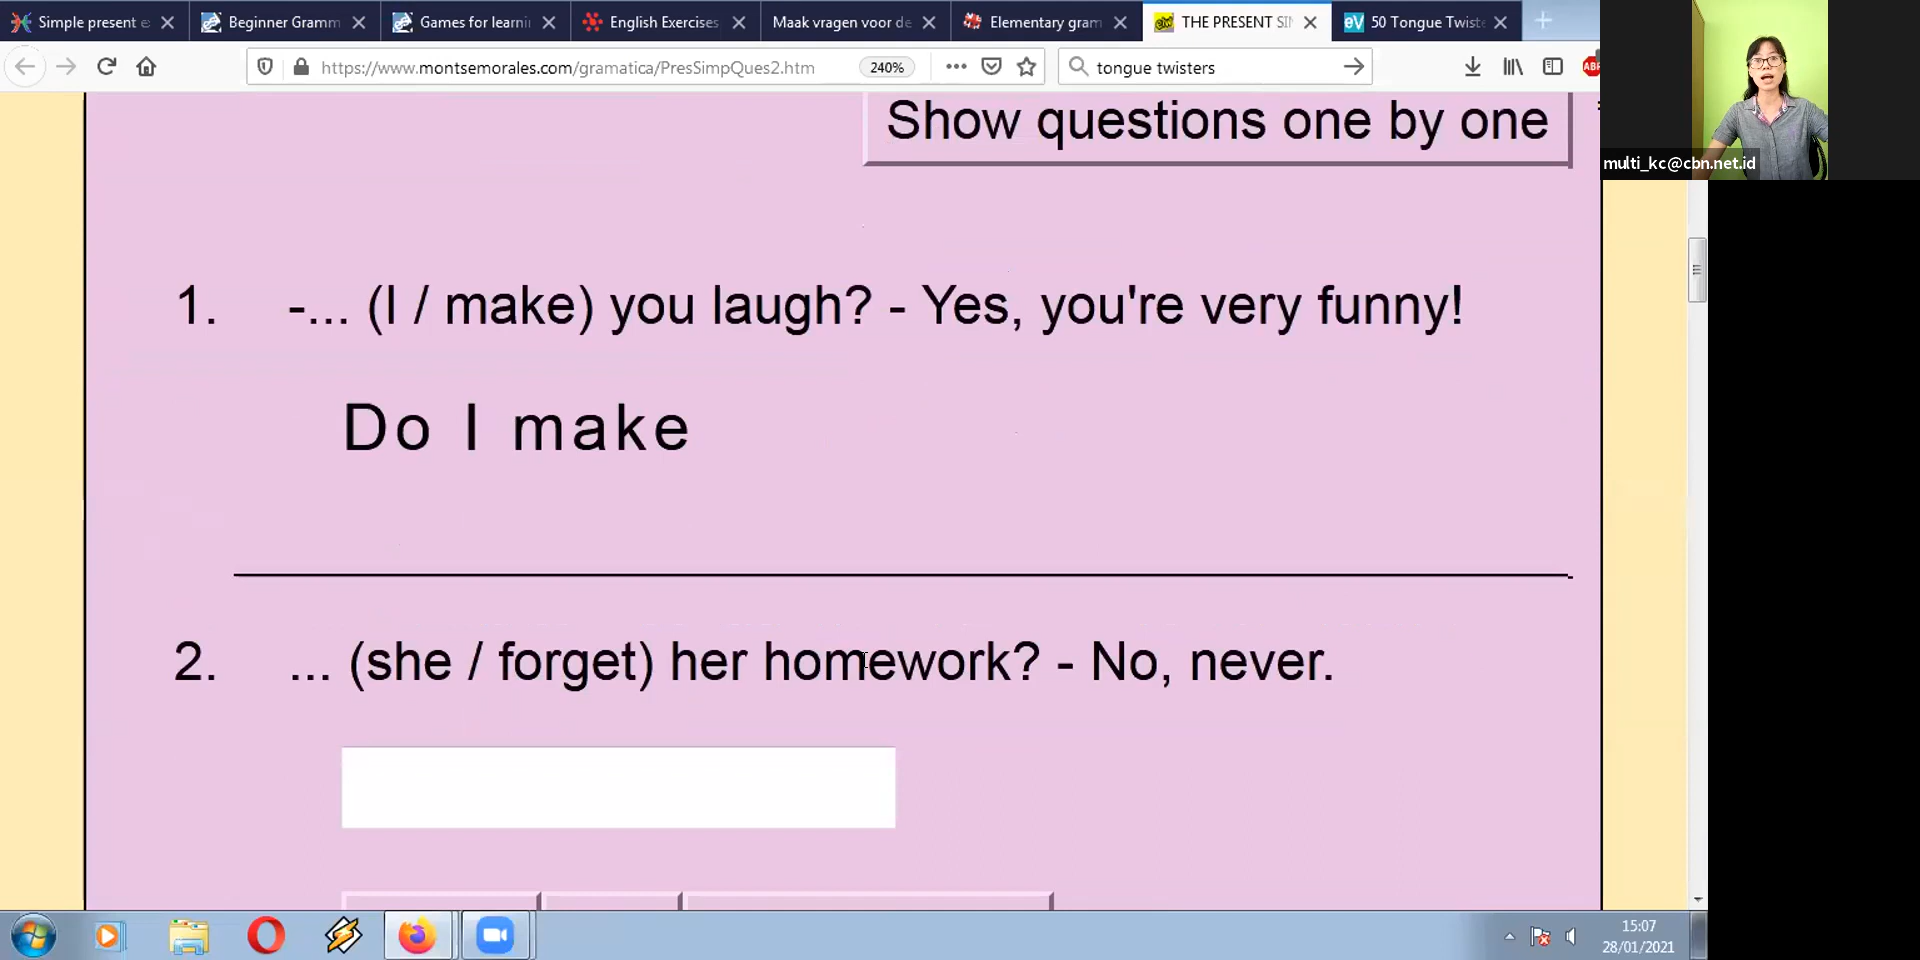 Simple present e
Beginner Gramm
Games for learni
English Exercises
Maak vragen voor de
Elementary gram
THE PRESENT SI
50 Tongue Twist
https://www.montsemorales.com/gramatica/PresSimpQues2.htm
240%
tongue twisters
ABP
multi_kc@cbn.net.id
Show questions one by one
1. -... (I / make) you laugh? - Yes, you're very funny!
Do I make
2. ... (she / forget) her homework? - No, never.
15:07
28/01/2021